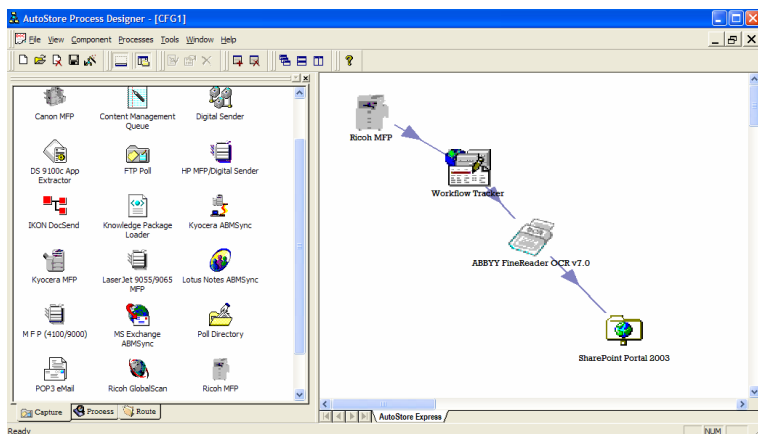 AutoStore Process Designer - [CFG1]
File View Component Processes Tools Window Help
Canon MFP
Content Management
Queue
Digital Sender
DS 9100c App
Extractor
FTP Poll
HP MFP/Digital Sender
IKON DocSend
Knowledge Package
Loader
Kyocera ABMSync
Kyocera MFP
LaserJet 9055/9065
MFP
Lotus Notes ABMSync
M F P (4100/9000)
MS Exchange
ABMSync
Poll Directory
POP3 eMail
Ricoh GlobalScan
Ricoh MFP
Capture Process Route
Ricoh MFP
Workflow Tracker
ABBYY FineReader OCR v7.0
SharePoint Portal 2003
AutoStore Express
Ready
NUM